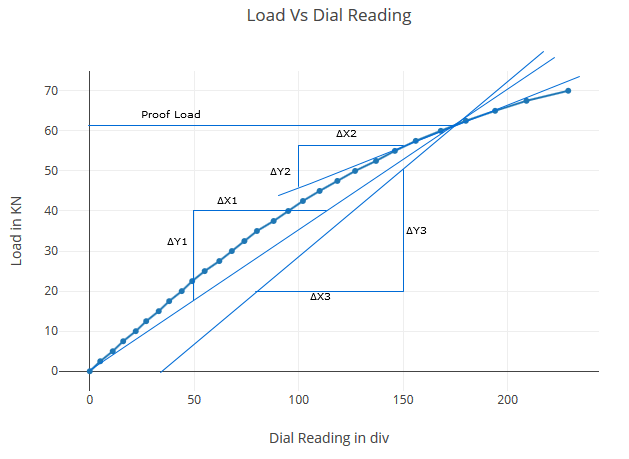 Load Vs Dial Reading
70
Proof Load
60
ΔX2
50
ΔY2
ΔX1
40
ΔY1
ΔY3
30
20
ΔX3
10
0
0 50 100 150 200
Load in KN
Dial Reading in div